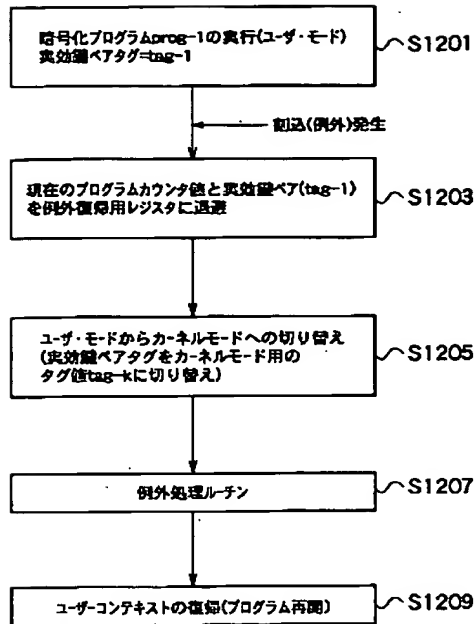 暗号化プログラムprog-1の実行(ユーザ・モード)
実効鍵ペアタグ=tag-1
S1201
割込(例外)発生
現在のプログラムカウンタ値と実効鍵ペア(tag-1)
を例外復帰用レジスタに退避
S1203
ユーザ・モードからカーネルモードへの切り替え
(実効鍵ペアタグをカーネルモード用の
タグ値tag-kに切り替え)
S1205
例外処理ルーチン
S1207
ユーザーコンテキストの復帰(プログラム再開)
S1209